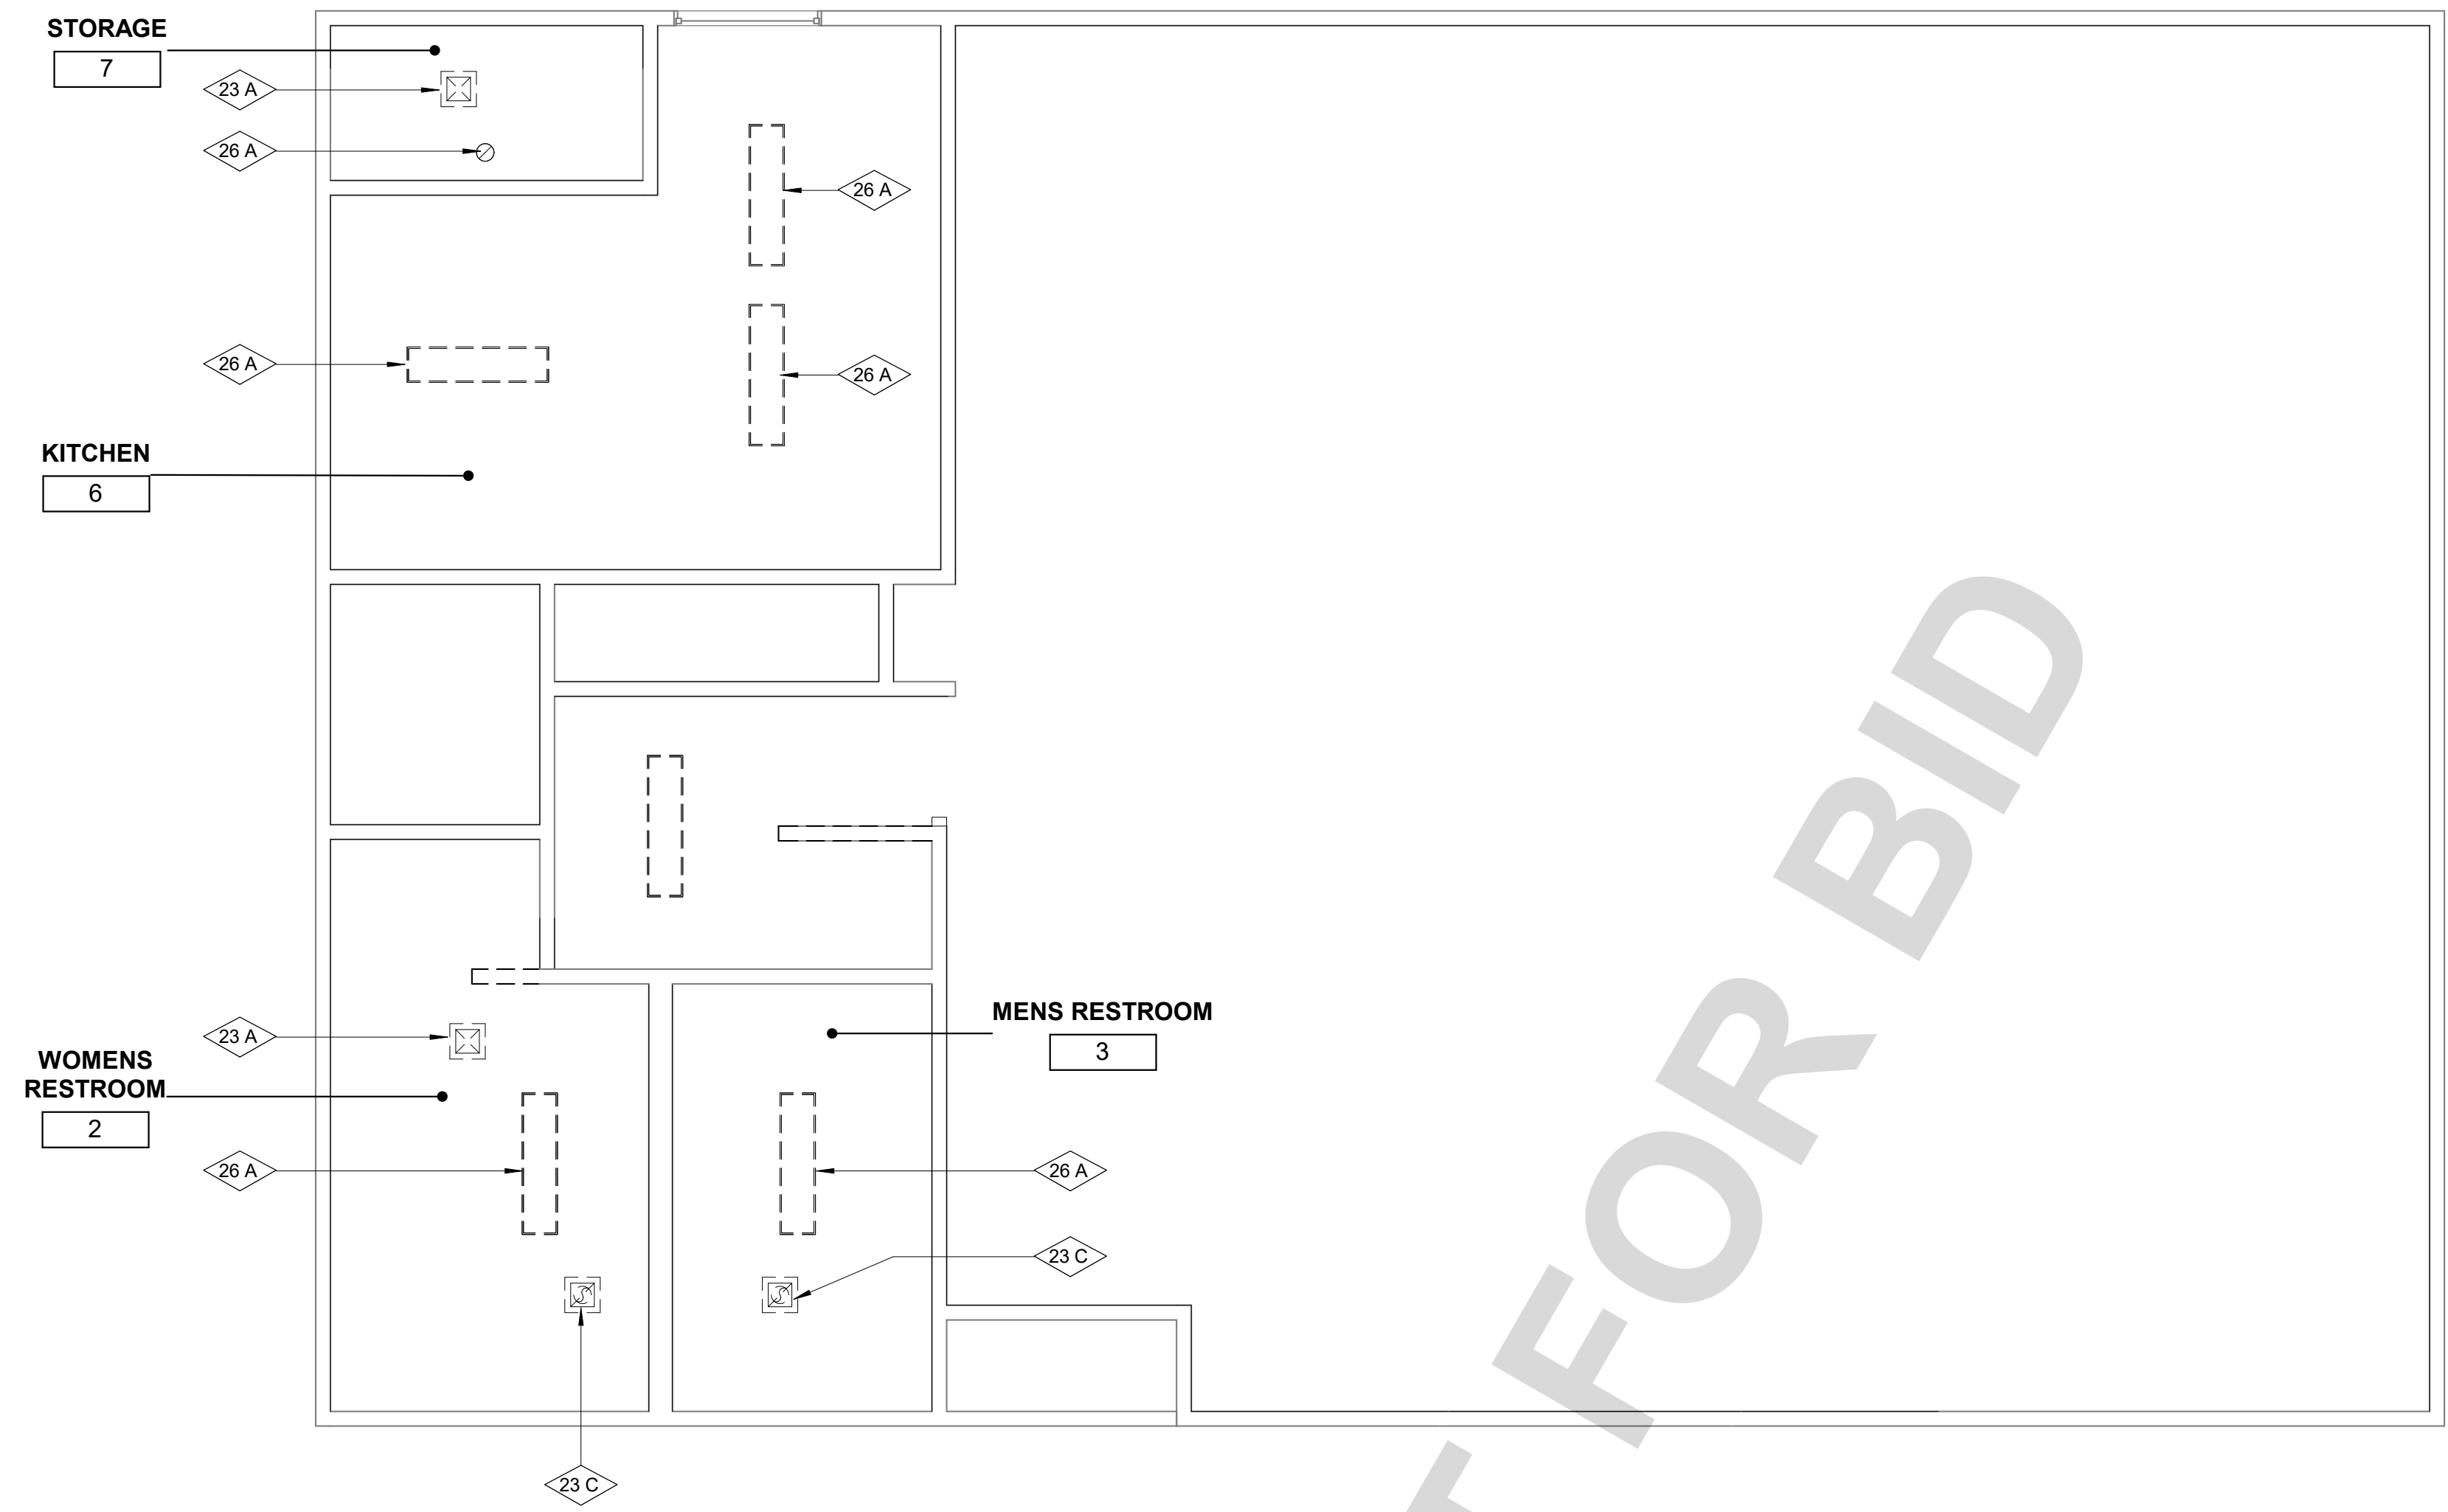 STORAGE
7
23 A
26 A
26 A
26 A
26 A
KITCHEN
6
MENS RESTROOM
3
23 A
WOMENS
RESTROOM
2
26 A
26 A
23 C
23 C
FOR BID